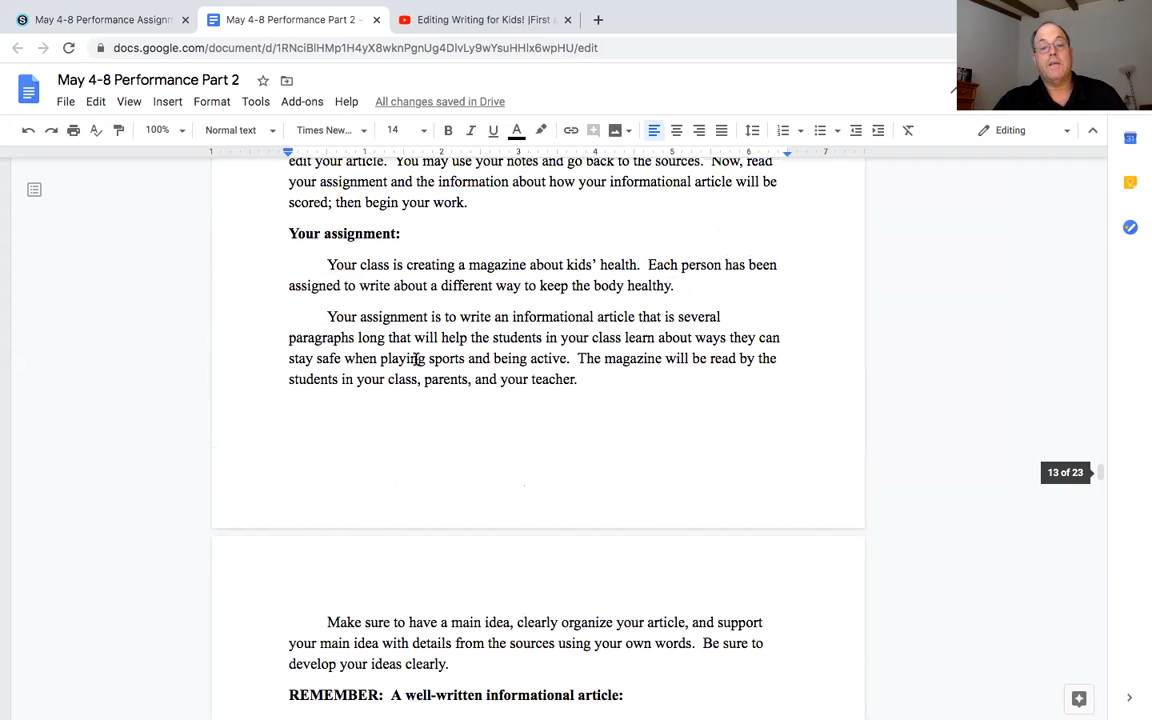 May 4-8 Performance Assignm
May 4-8 Performance Part 2 -
Editing Writing for Kids! |First
docs.google.com/document/d/1RNciBlHMp1H4yX8wknPgnUg4DlvLy9wYsuHHlx6wpHU/edit
May 4-8 Performance Part 2
File Edit View Insert Format Tools Add-ons Help All changes saved in Drive
100% Normal text Times New... 14 B I U A Editing
1 1 2 3 4 5 6 7
edit your article. You may use your notes and go back to the sources. Now, read
your assignment and the information about how your informational article will be
scored; then begin your work.
Your assignment:
Your class is creating a magazine about kids' health. Each person has been
assigned to write about a different way to keep the body healthy.
Your assignment is to write an informational article that is several
paragraphs long that will help the students in your class learn about ways they can
stay safe when playing sports and being active. The magazine will be read by the
students in your class, parents, and your teacher.
13 of 23
Make sure to have a main idea, clearly organize your article, and support
your main idea with details from the sources using your own words. Be sure to
develop your ideas clearly.
REMEMBER: A well-written informational article: